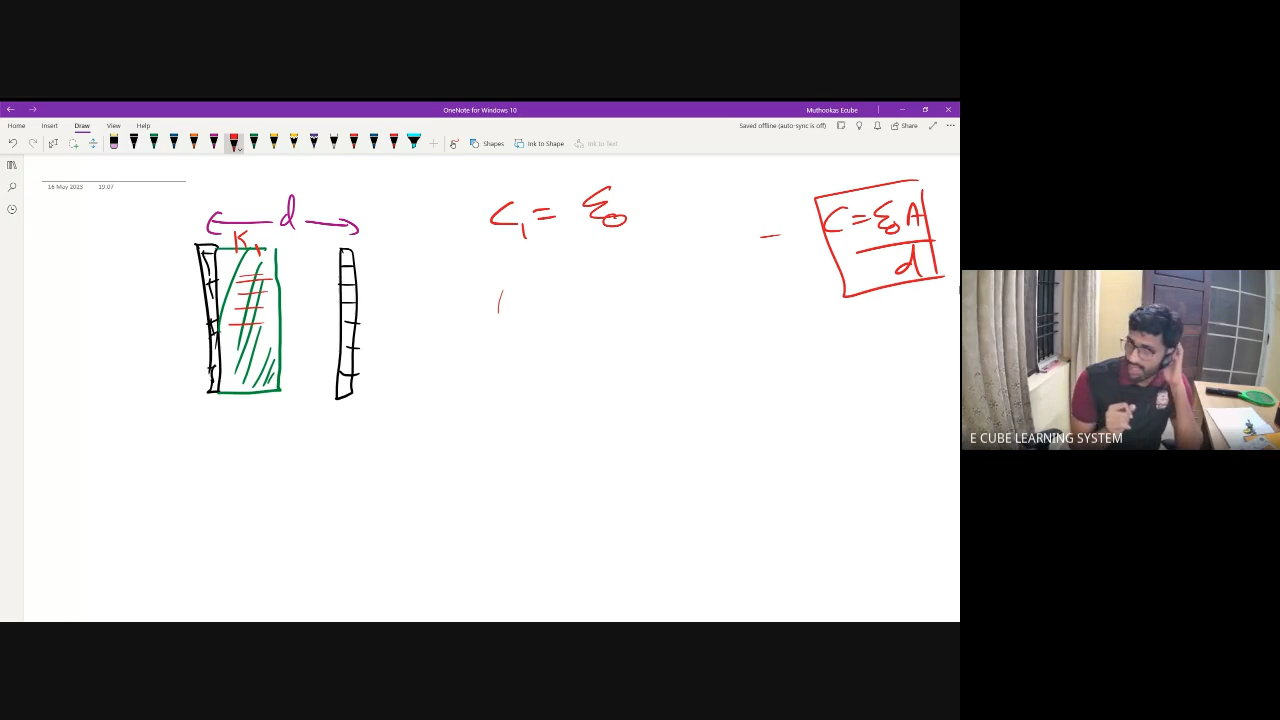 OneNote for Windows 10
Muthookas Ecube
Home Insert Draw View Help
Saved offline (auto-sync is off)
Share
Shapes
Ink to Shape
Ink to Text
16 May 2023 19:07
d
K₁
C₁ = ε₀
C = ε₀A
d
E CUBE LEARNING SYSTEM